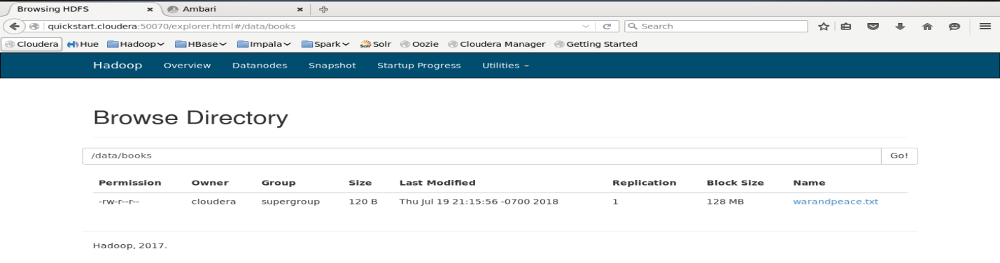 Browsing HDFS × Ambari ×
quickstart.cloudera:50070/explorer.html#/data/books Search
Cloudera Hue Hadoop HBase Impala Spark Solr Oozie Cloudera Manager Getting Started
Hadoop Overview Datanodes Snapshot Startup Progress Utilities
Browse Directory
/data/books Go!
Permission Owner Group Size Last Modified Replication Block Size Name
-rw-r--r-- cloudera supergroup 120 B Thu Jul 19 21:15:56 -0700 2018 1 128 MB warandpeace.txt
Hadoop, 2017.